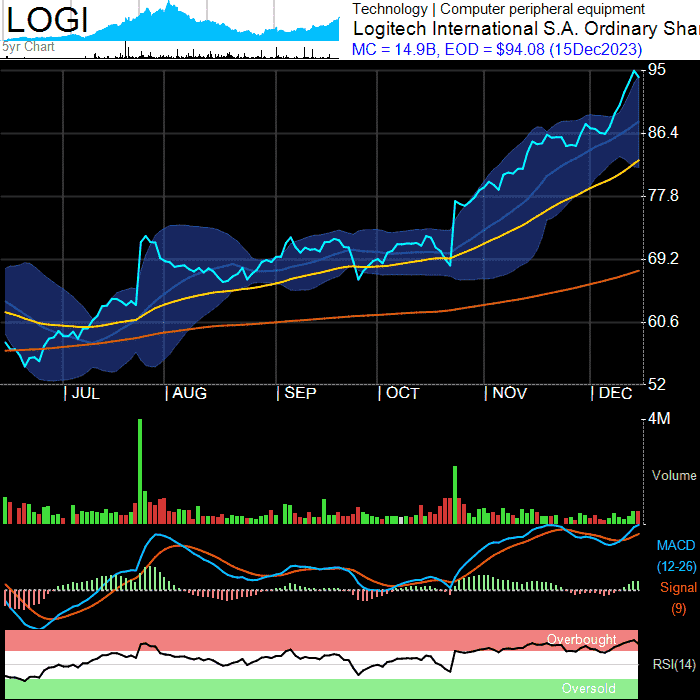 LOGI
5yr Chart
Technology | Computer peripheral equipment
Logitech International S.A. Ordinary Shar
MC = 14.9B, EOD = $94.08 (15Dec2023)
95
86.4
77.8
69.2
60.6
52
| JUL | AUG | SEP | OCT | NOV | DEC
4M
Volume
MACD
(12-26)
Signal
(9)
Overbought
RSI(14)
Oversold